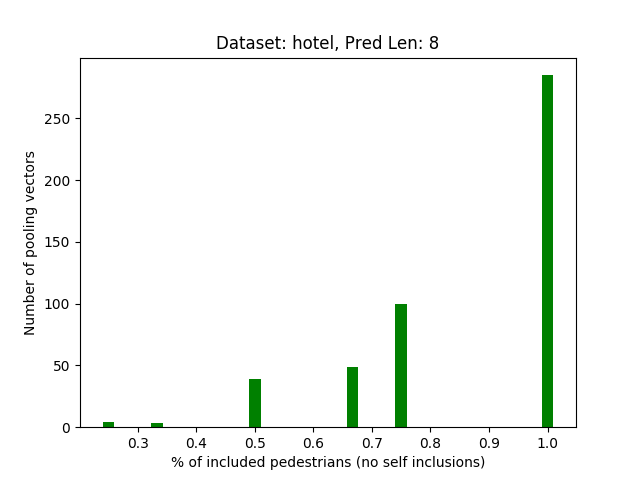 Dataset: hotel, Pred Len: 8
Number of pooling vectors
250
200
150
100
50
0
0.3 0.4 0.5 0.6 0.7 0.8 0.9 1.0
% of included pedestrians (no self inclusions)